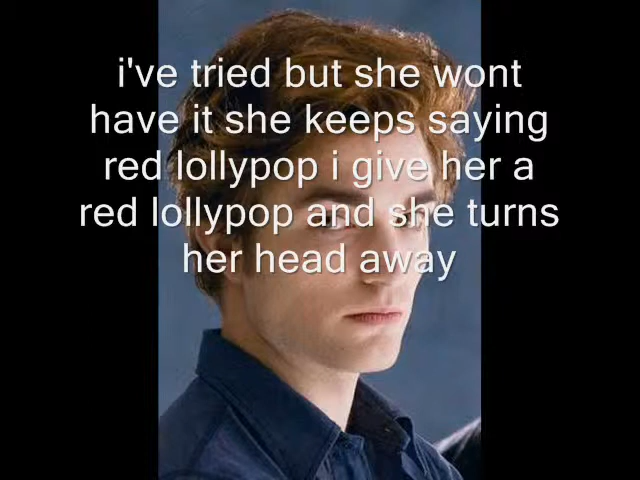 i've tried but she wont
have it she keeps saying
red lollypop i give her a
red lollypop and she turns
her head away